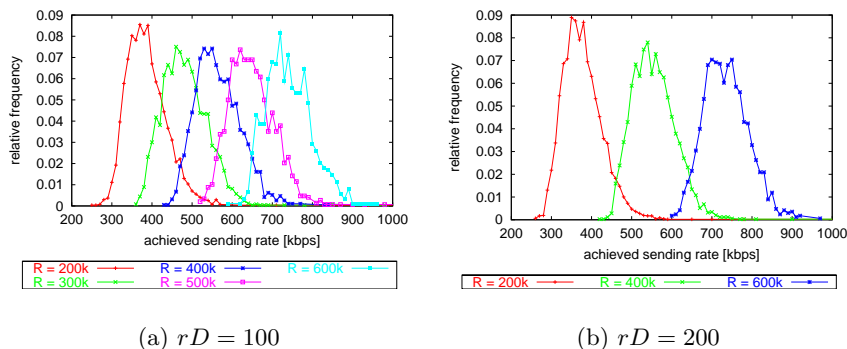 0.09
0.08
0.07
0.06
0.05
0.04
0.03
0.02
0.01
0
relative frequency
200 300 400 500 600 700 800 900 1000
achieved sending rate [kbps]
R = 200k R = 400k R = 600k
R = 300k R = 500k
(a) rD = 100
0.09
0.08
0.07
0.06
0.05
0.04
0.03
0.02
0.01
0
relative frequency
200 300 400 500 600 700 800 900 1000
achieved sending rate [kbps]
R = 200k R = 400k R = 600k
(b) rD = 200